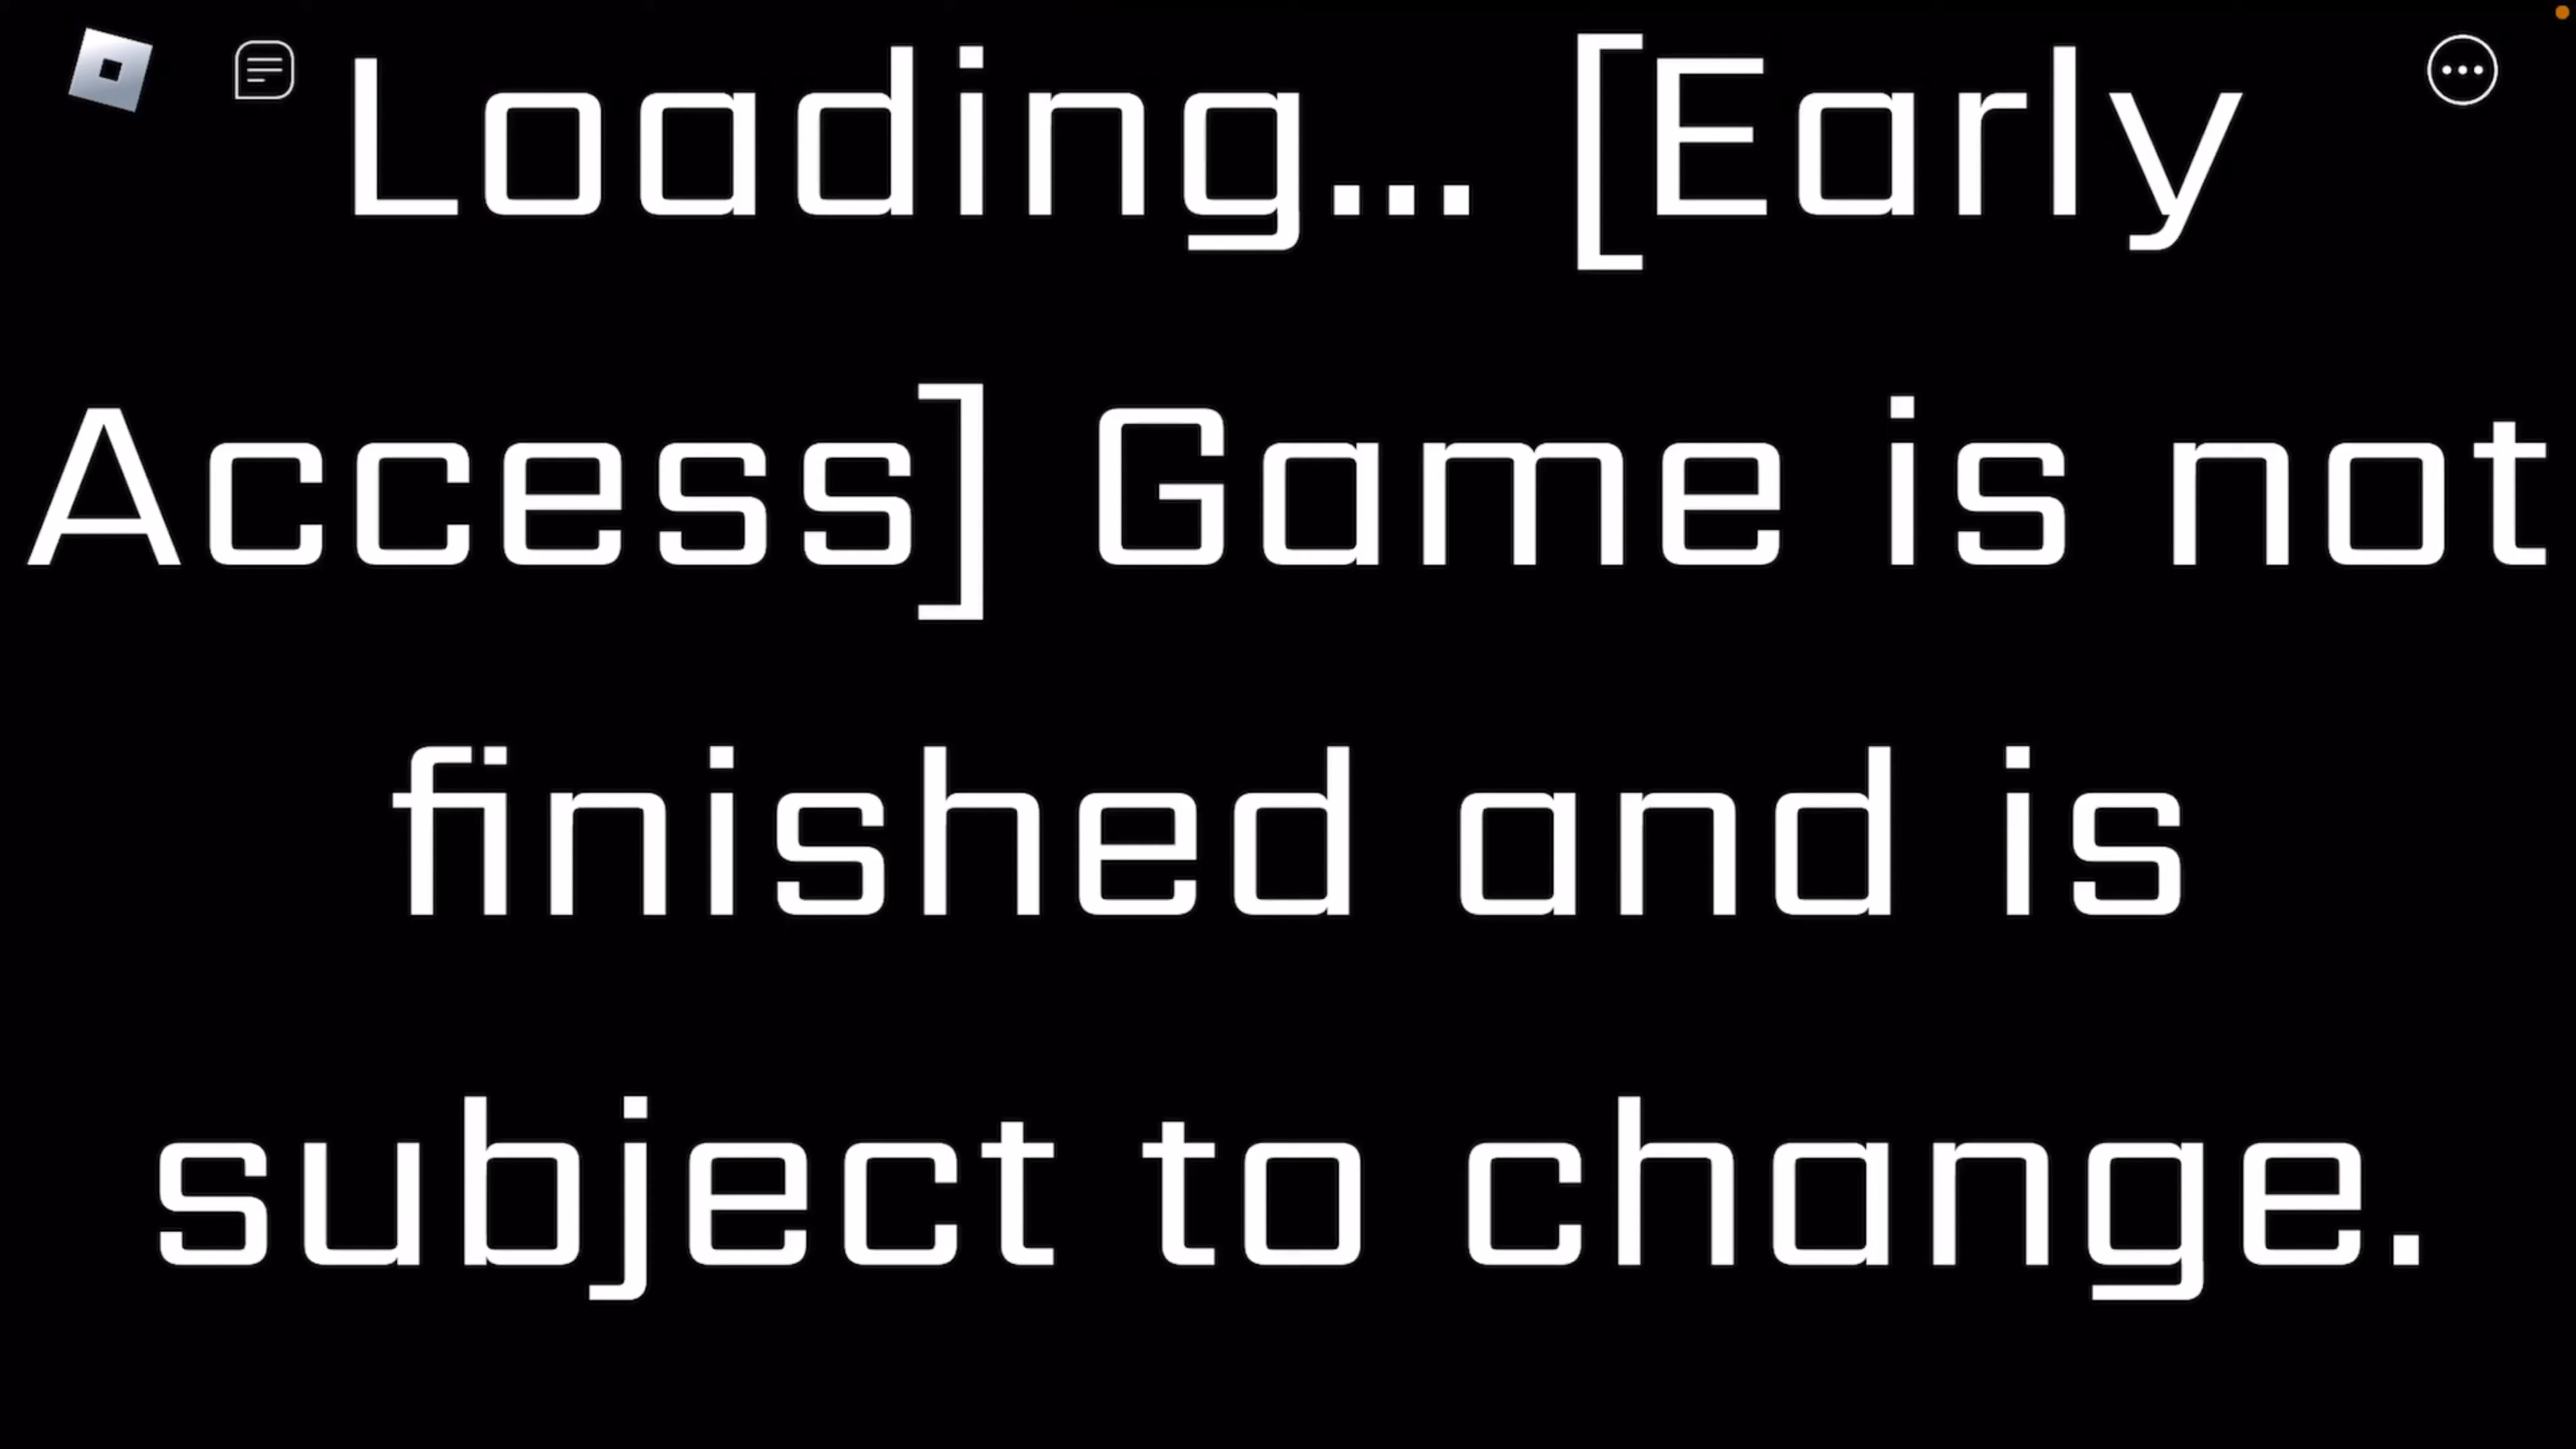 Loading... [Early
Access] Game is not
finished and is
subject to change.